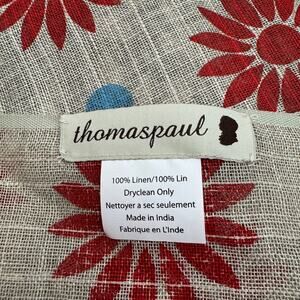 thomaspaul
100% Linen/100% Lin
Dryclean Only
Nettoyer a sec seulement
Made in India
Fabrique en L'Inde